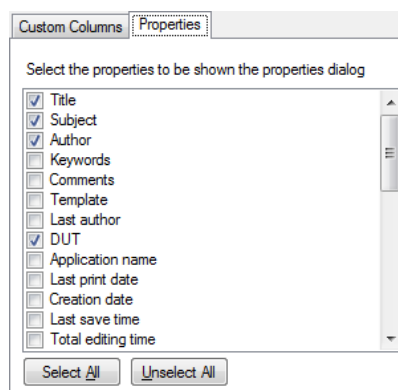 Custom Columns Properties
Select the properties to be shown the properties dialog
Title
Subject
Author
Keywords
Comments
Template
Last author
DUT
Application name
Last print date
Creation date
Last save time
Total editing time
Select All Unselect All